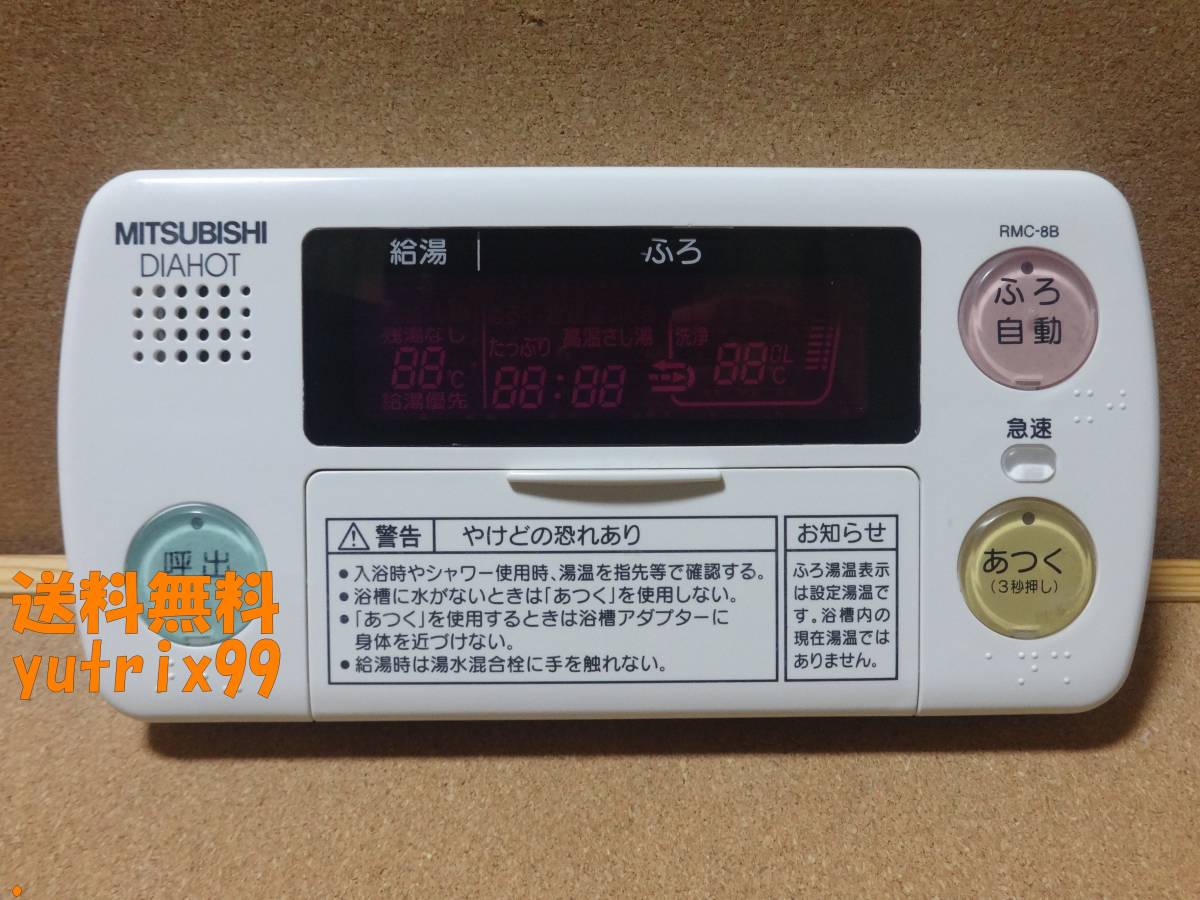 MITSUBISHI
DIAHOT
給湯
ふろ
RMC-8B
ふろ
自動
残湯なし
たっぷり
高温さし湯
洗浄
88℃
88:88
88℃
CL
給湯優先
急速
呼出
あつく
(3秒押し)
警告
やけどの恐れあり
●入浴時やシャワー使用時、湯温を指先等で確認する。
●浴槽に水がないときは「あつく」を使用しない。
●「あつく」を使用するときは浴槽アダプターに
身体を近づけない。
●給湯時は湯水混合栓に手を触れない。
お知らせ
ふろ湯温表示
は設定湯温で
す。浴槽内の
現在湯温では
ありません。
送料無料
yutrix99